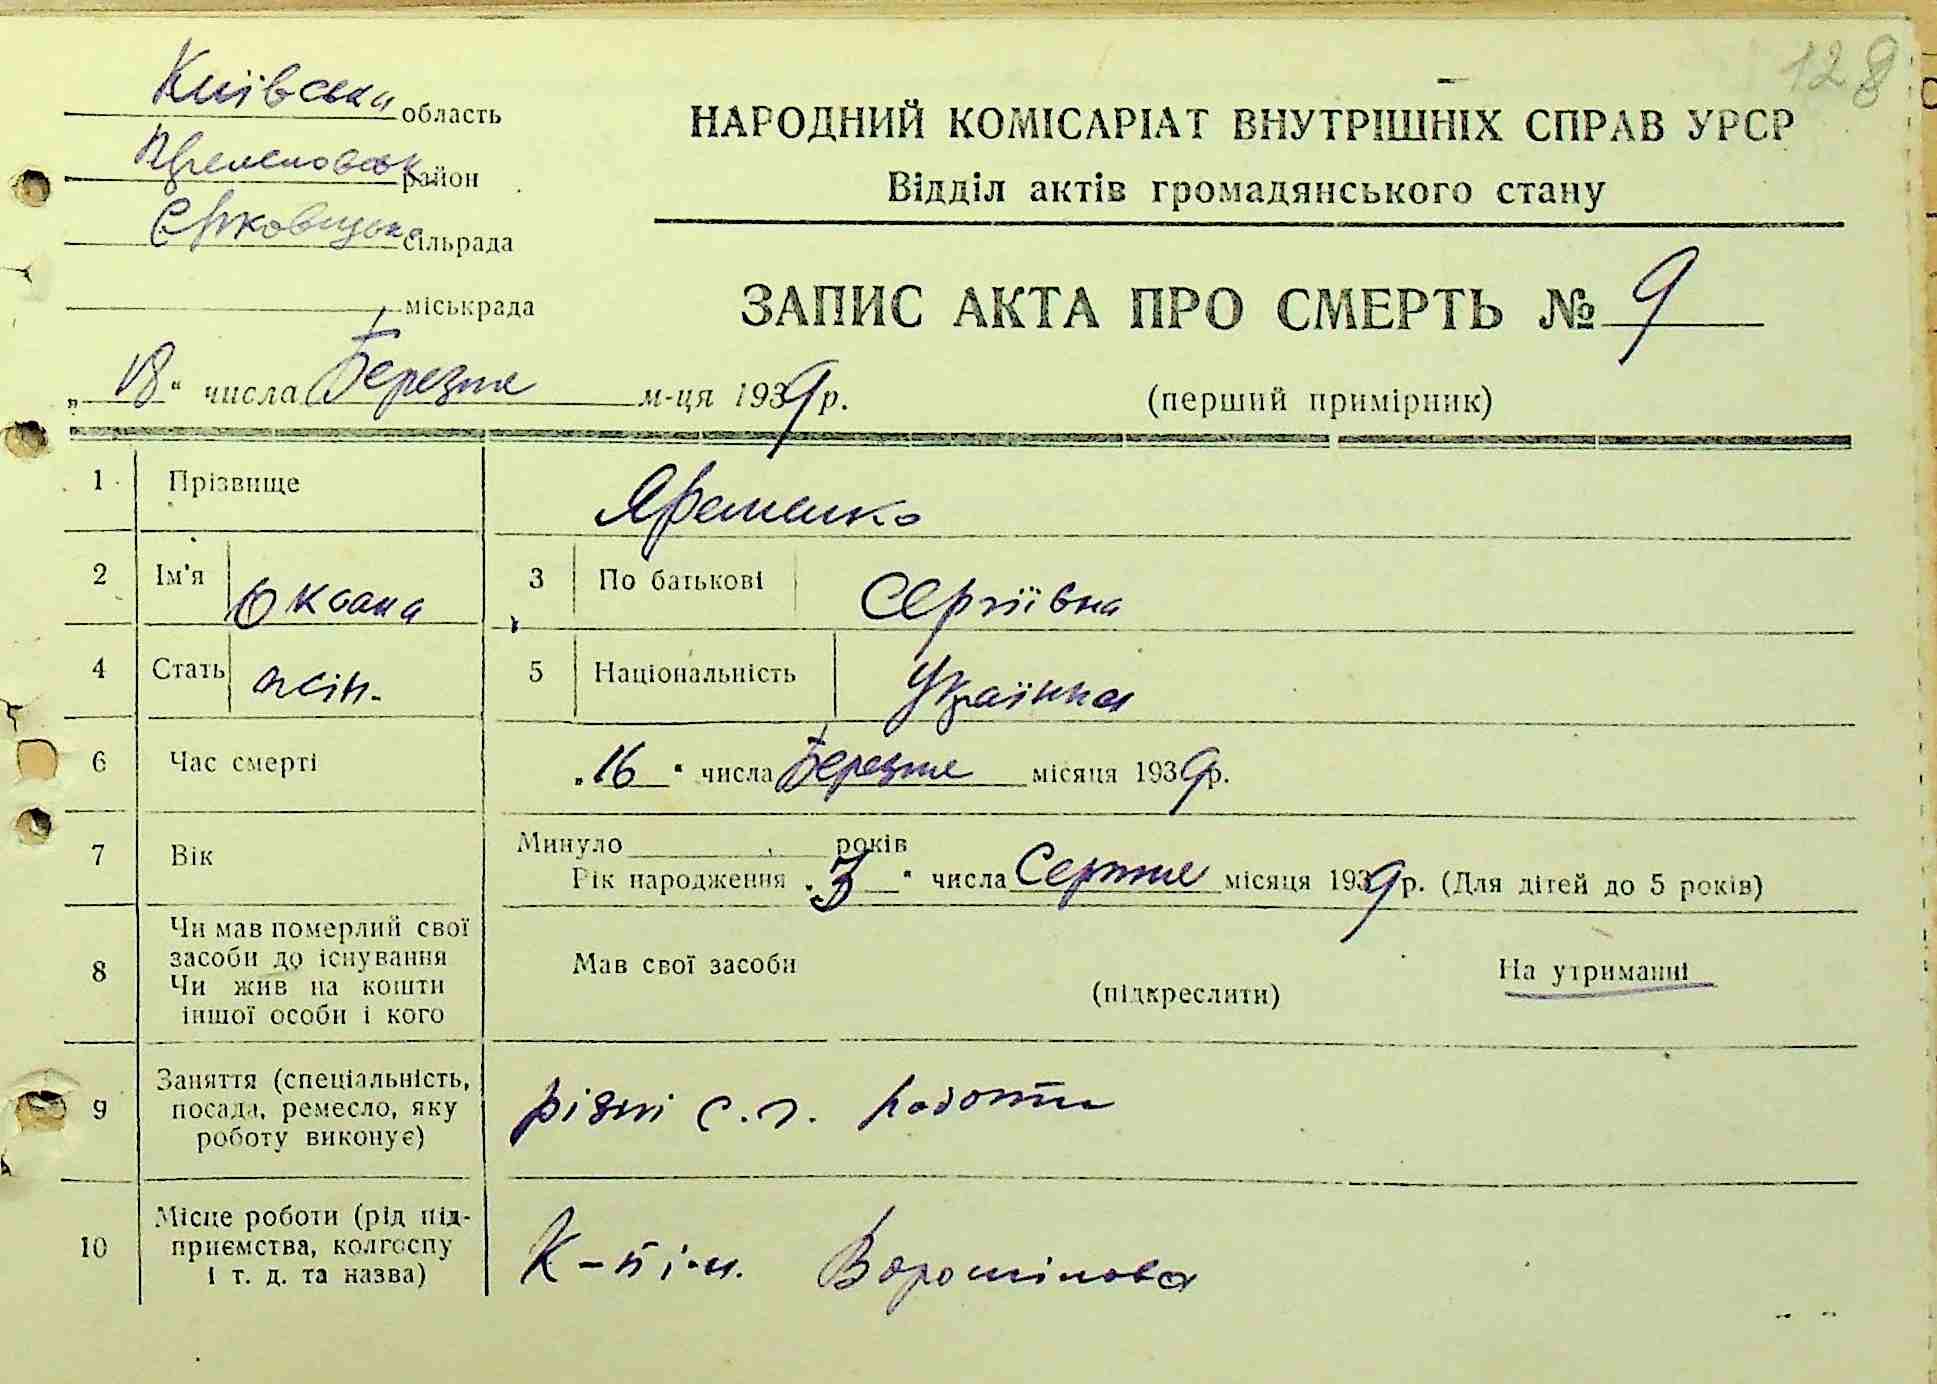 128
Київська область
район
Єрковецька сільрада
міськрада
НАРОДНИЙ КОМІСАРІАТ ВНУТРІШНІХ СПРАВ УРСР
Відділ актів громадянського стану
ЗАПИС АКТА ПРО СМЕРТЬ № 9
„18“ числа Березня м-ця 1939 р.
(перший примірник)
1 Прізвище Яременко
2 Ім'я Оксана 3 По батькові Сергіївна
4 Стать жін. 5 Національність Українка
6 Час смерті „16“ числа Березня місяця 1939 р.
7 Вік Минуло років
Рік народження „3“ числа Серпня місяця 1939 р. (Для дітей до 5 років)
8 Чи мав померлий свої
засоби до існування
Чи жив на кошти
іншої особи і кого
Мав свої засоби (підкреслити) На утриманні
9 Заняття (спеціальність,
посада, ремесло, яку
роботу виконує)
різні с.г. роботи
10 Місце роботи (рід під-
приємства, колгоспу
і т. д. та назва)
К-п ім. Ворошилова